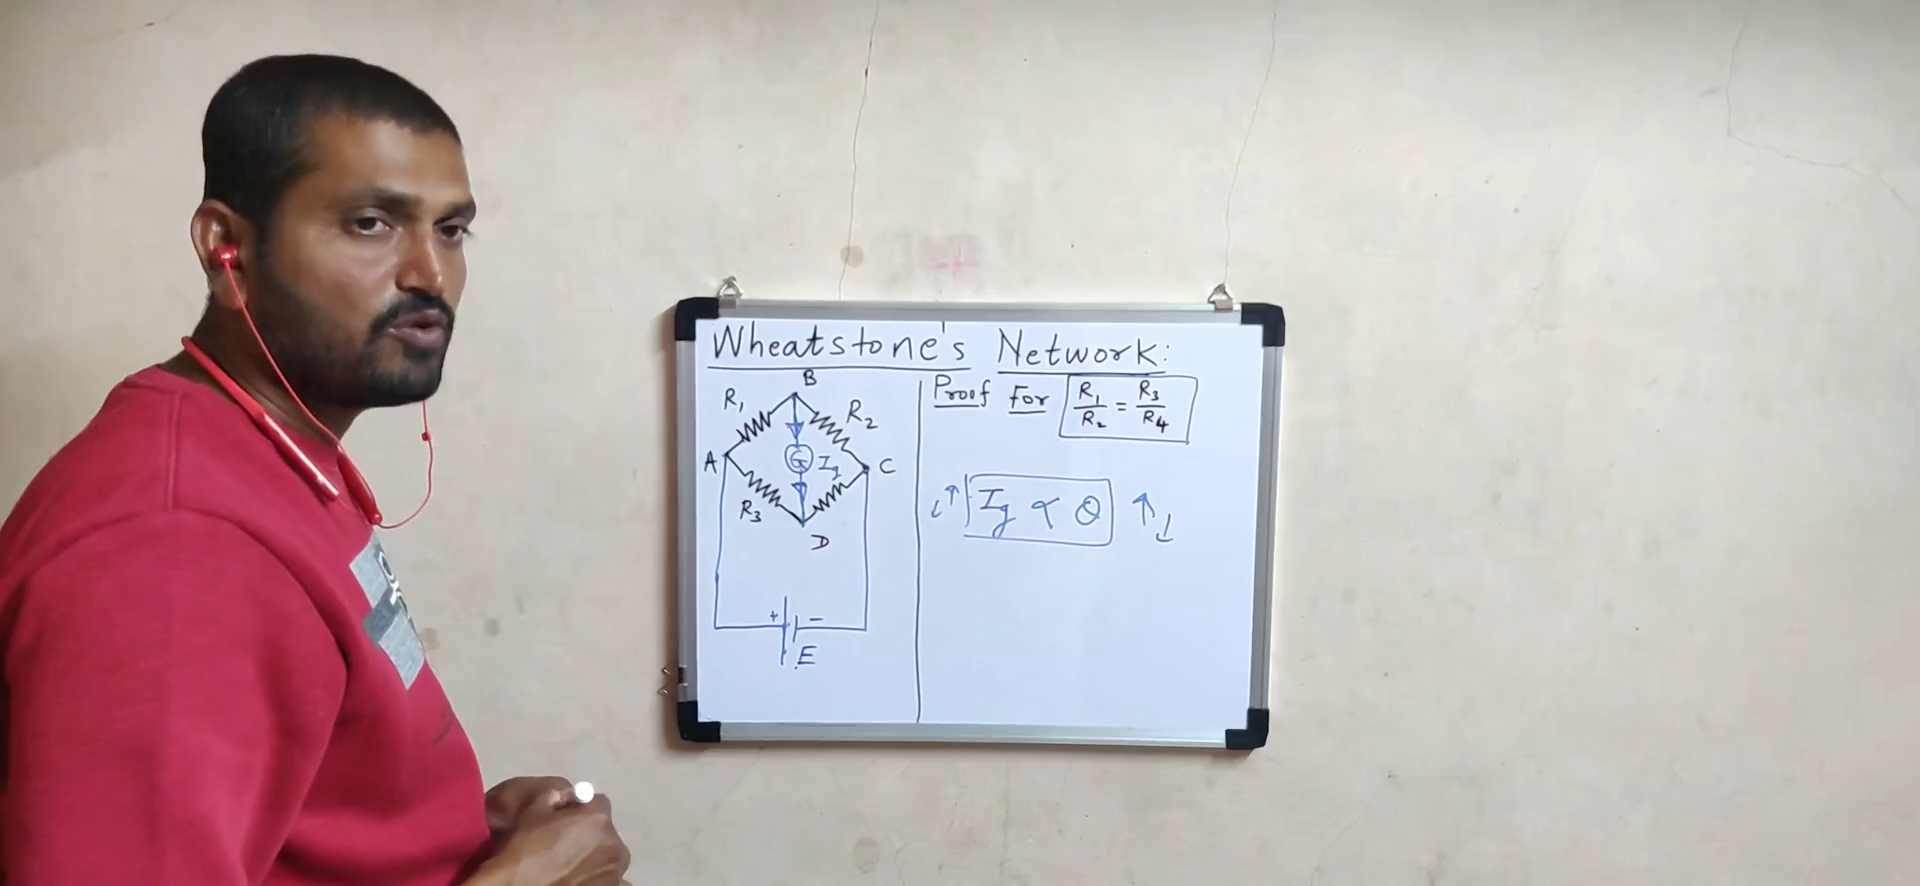 Wheatstone's Network:
B
R₁
R₂
A
G
Ig
C
R₃
D
+ −
E
Proof For R₁/R₂ = R₃/R₄
↓↑ Ig ∝ θ ↑↓